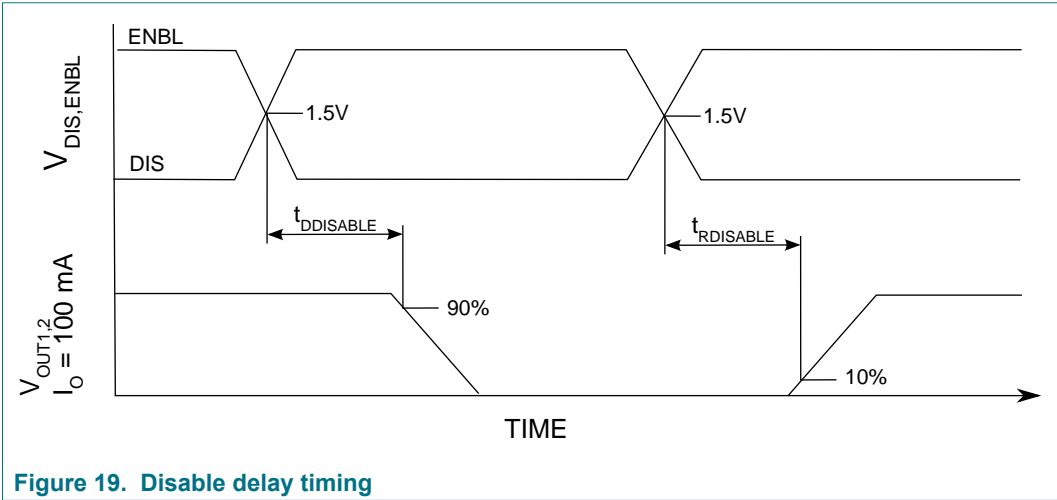 ENBL
V DIS,ENBL
1.5V
1.5V
DIS
tDDISABLE
tRDISABLE
VOUT1,2
IO = 100 mA
90%
10%
TIME
Figure 19. Disable delay timing